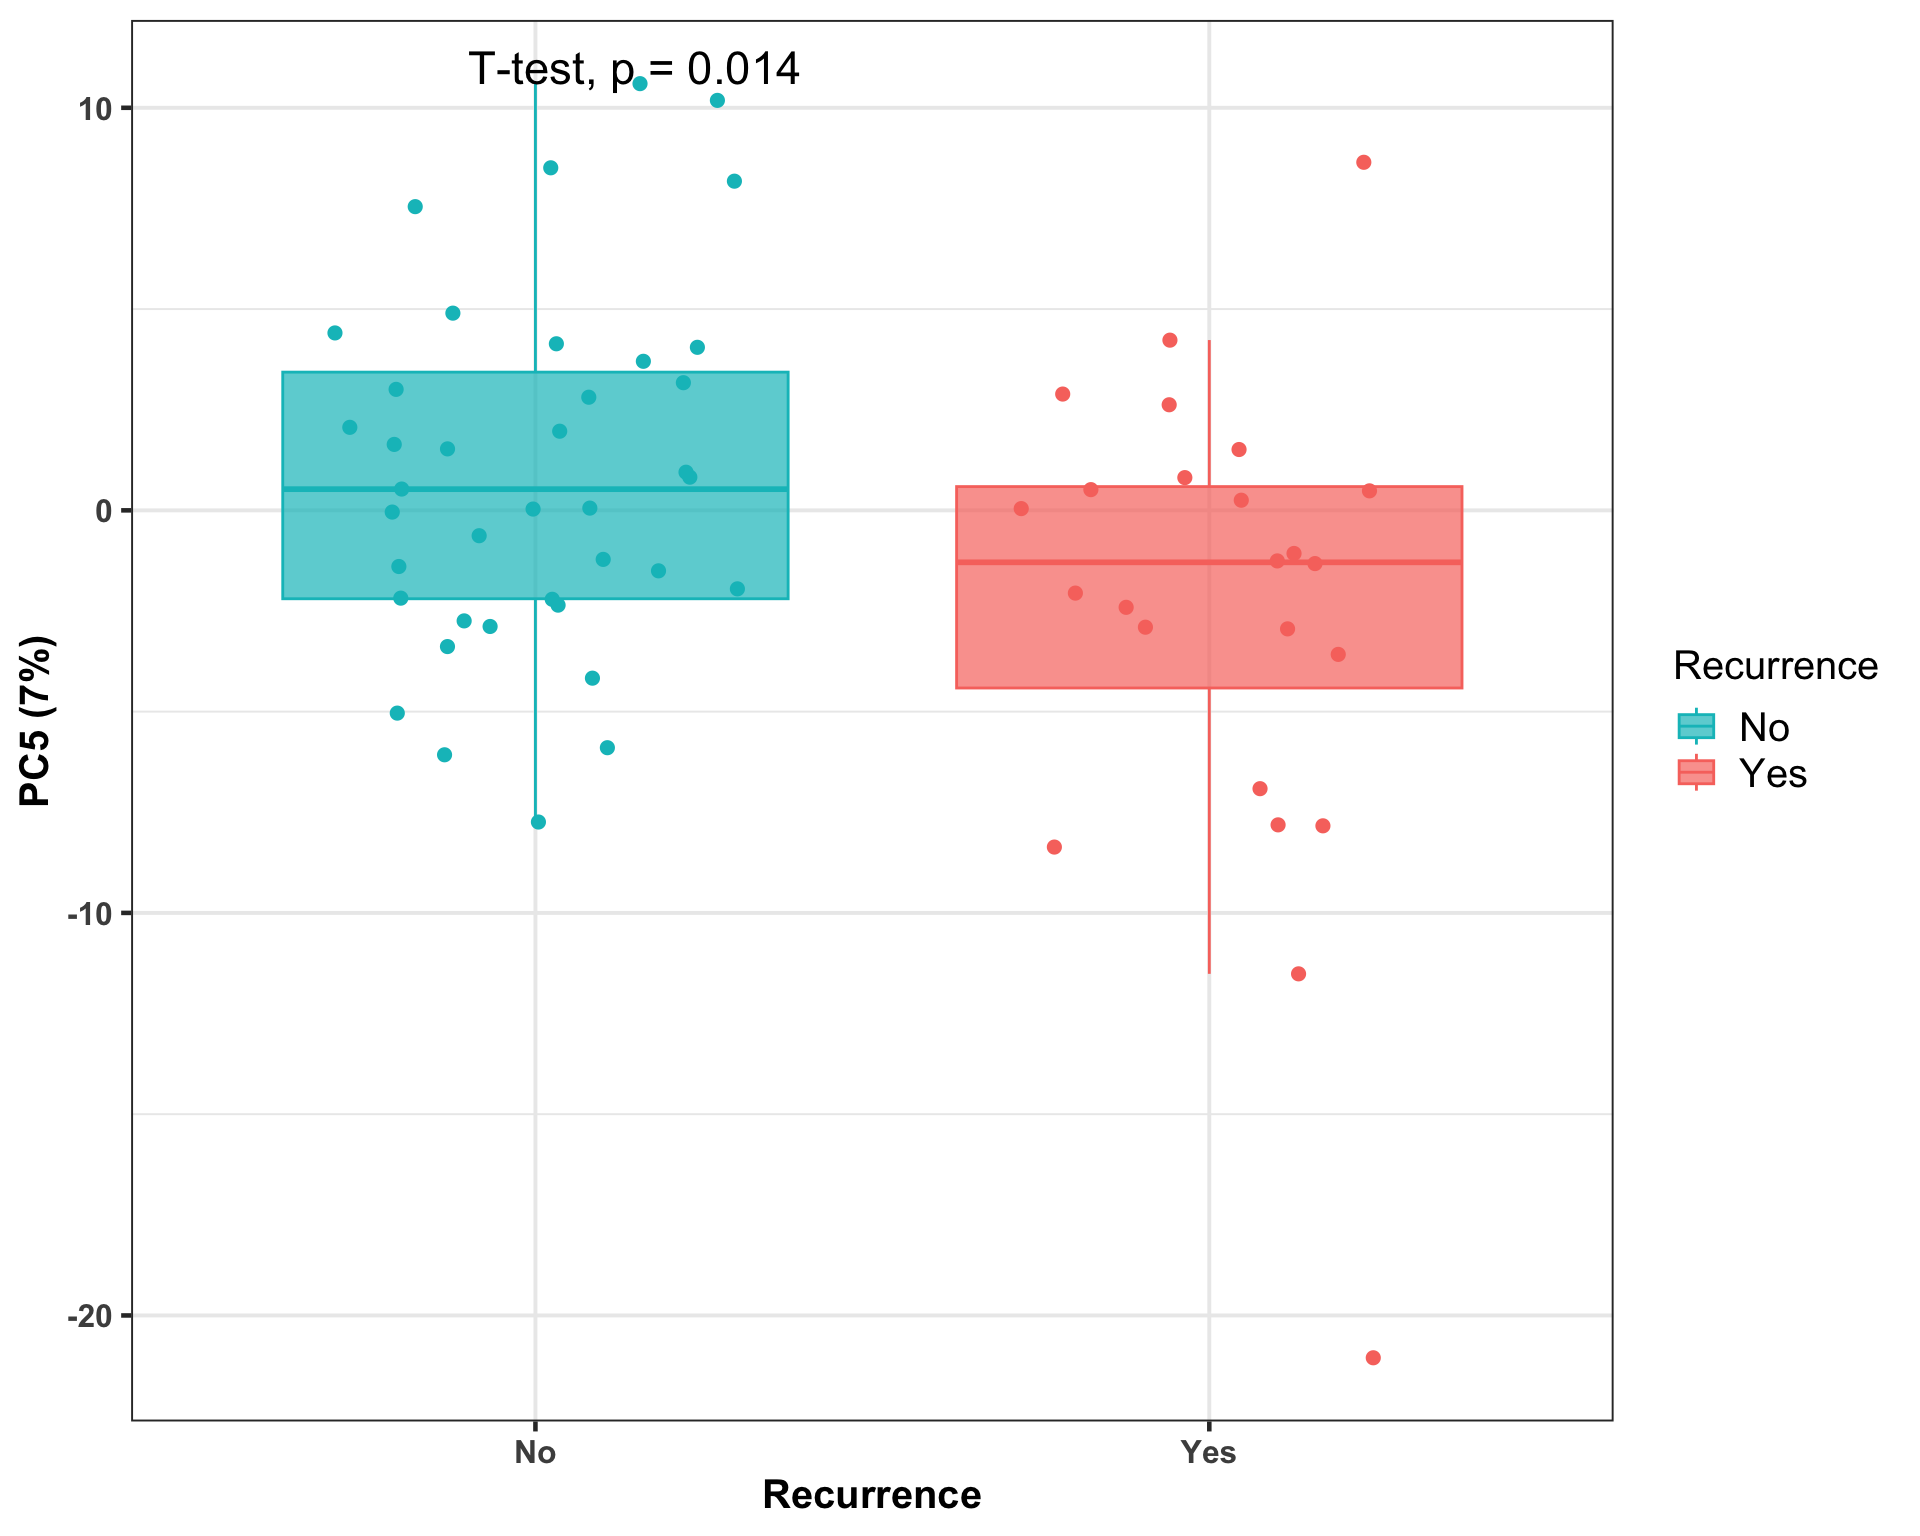 T-test, p = 0.014
10
0
-10
-20
PC5 (7%)
No
Yes
Recurrence
Recurrence
No
Yes